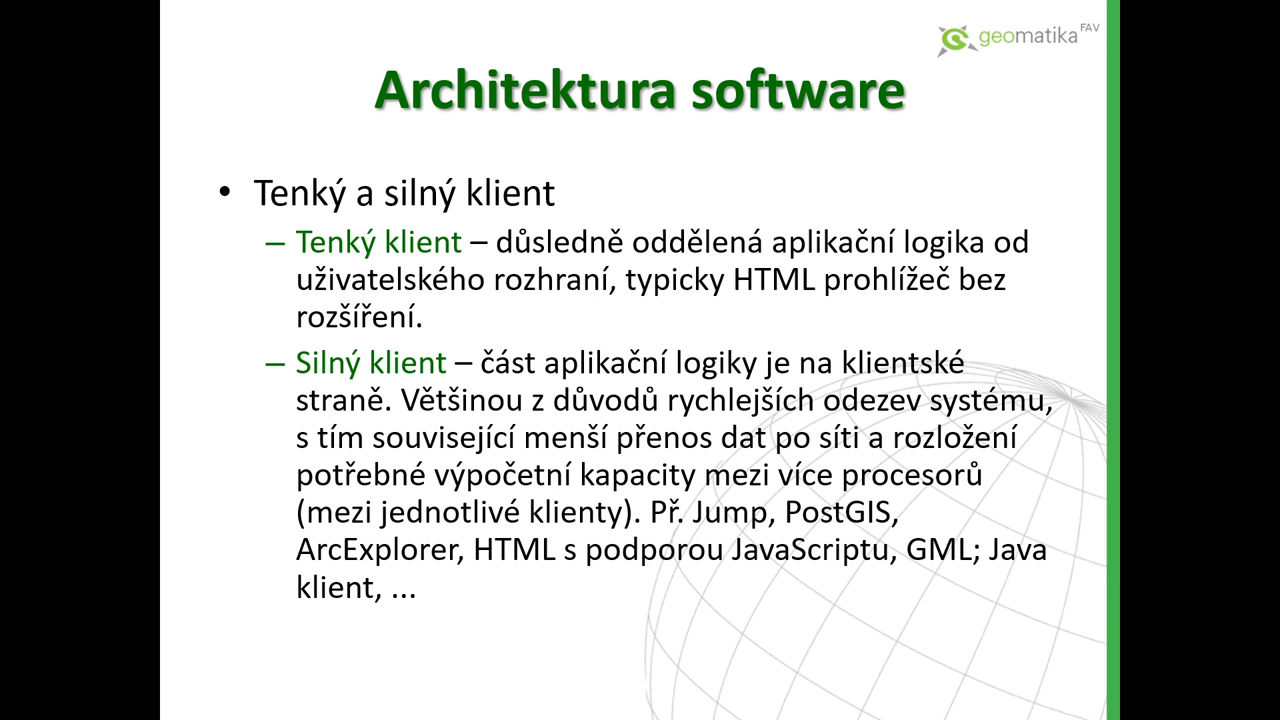 geomatika FAV
Architektura software
• Tenký a silný klient
– Tenký klient – důsledně oddělená aplikační logika od
uživatelského rozhraní, typicky HTML prohlížeč bez
rozšíření.
– Silný klient – část aplikační logiky je na klientské
straně. Většinou z důvodů rychlejších odezev systému,
s tím související menší přenos dat po síti a rozložení
potřebné výpočetní kapacity mezi více procesorů
(mezi jednotlivé klienty). Př. Jump, PostGIS,
ArcExplorer, HTML s podporou JavaScriptu, GML; Java
klient, ...